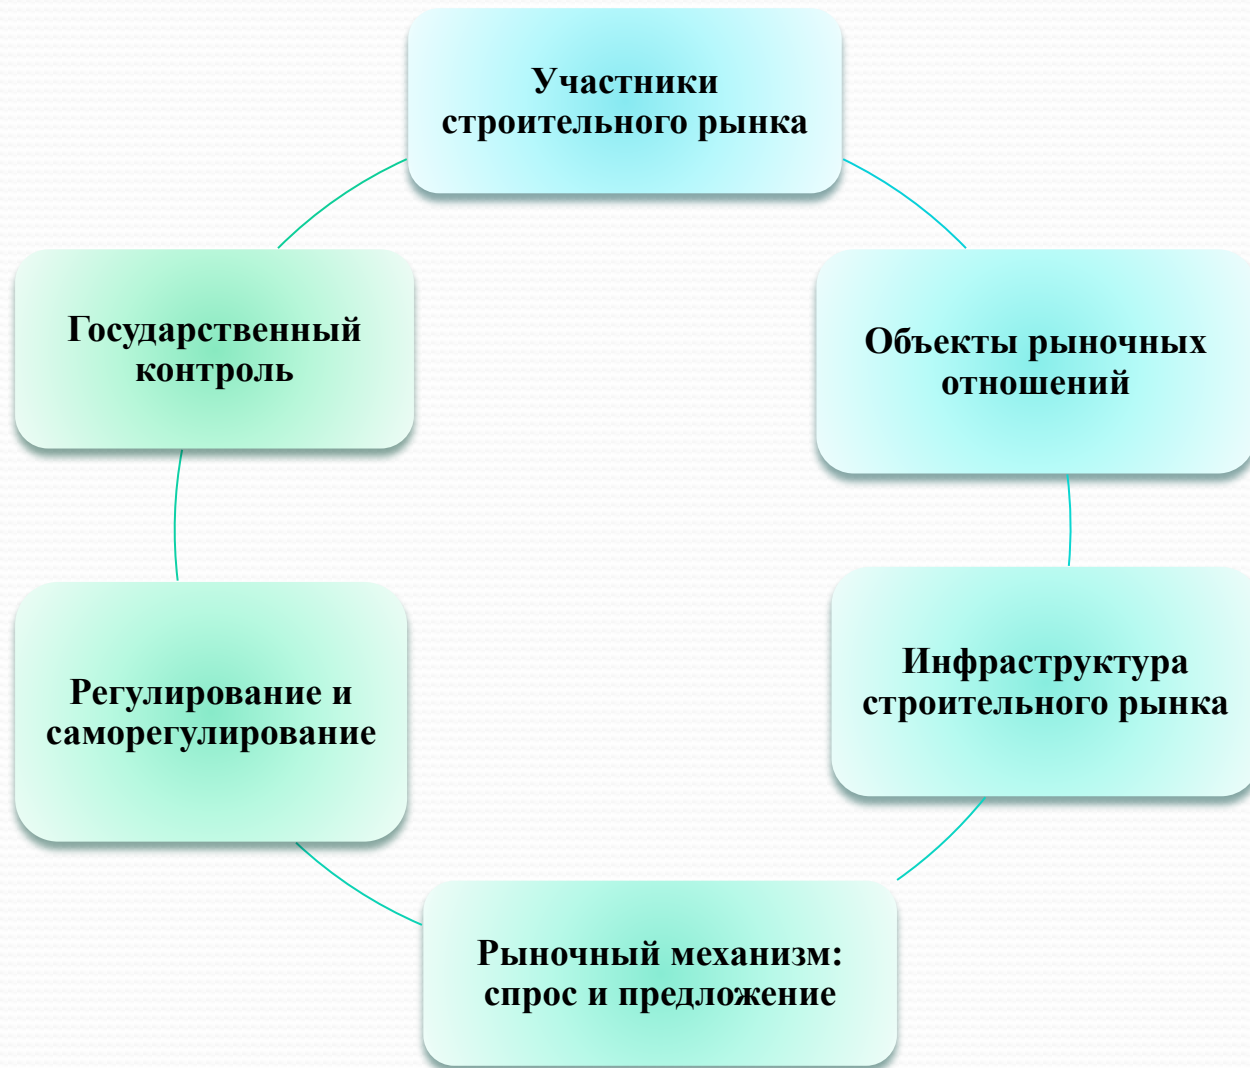 Участники
строительного рынка
Объекты рыночных
отношений
Инфраструктура
строительного рынка
Рыночный механизм:
спрос и предложение
Регулирование и
саморегулирование
Государственный
контроль